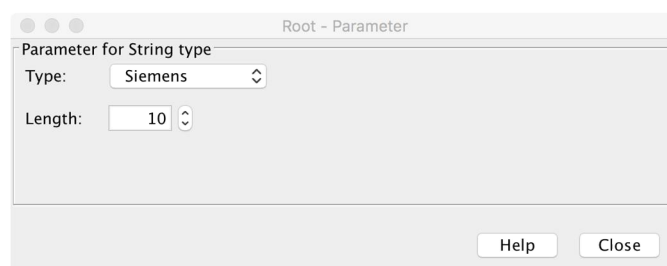 Root - Parameter
Parameter for String type
Type: Siemens
Length: 10
Help Close